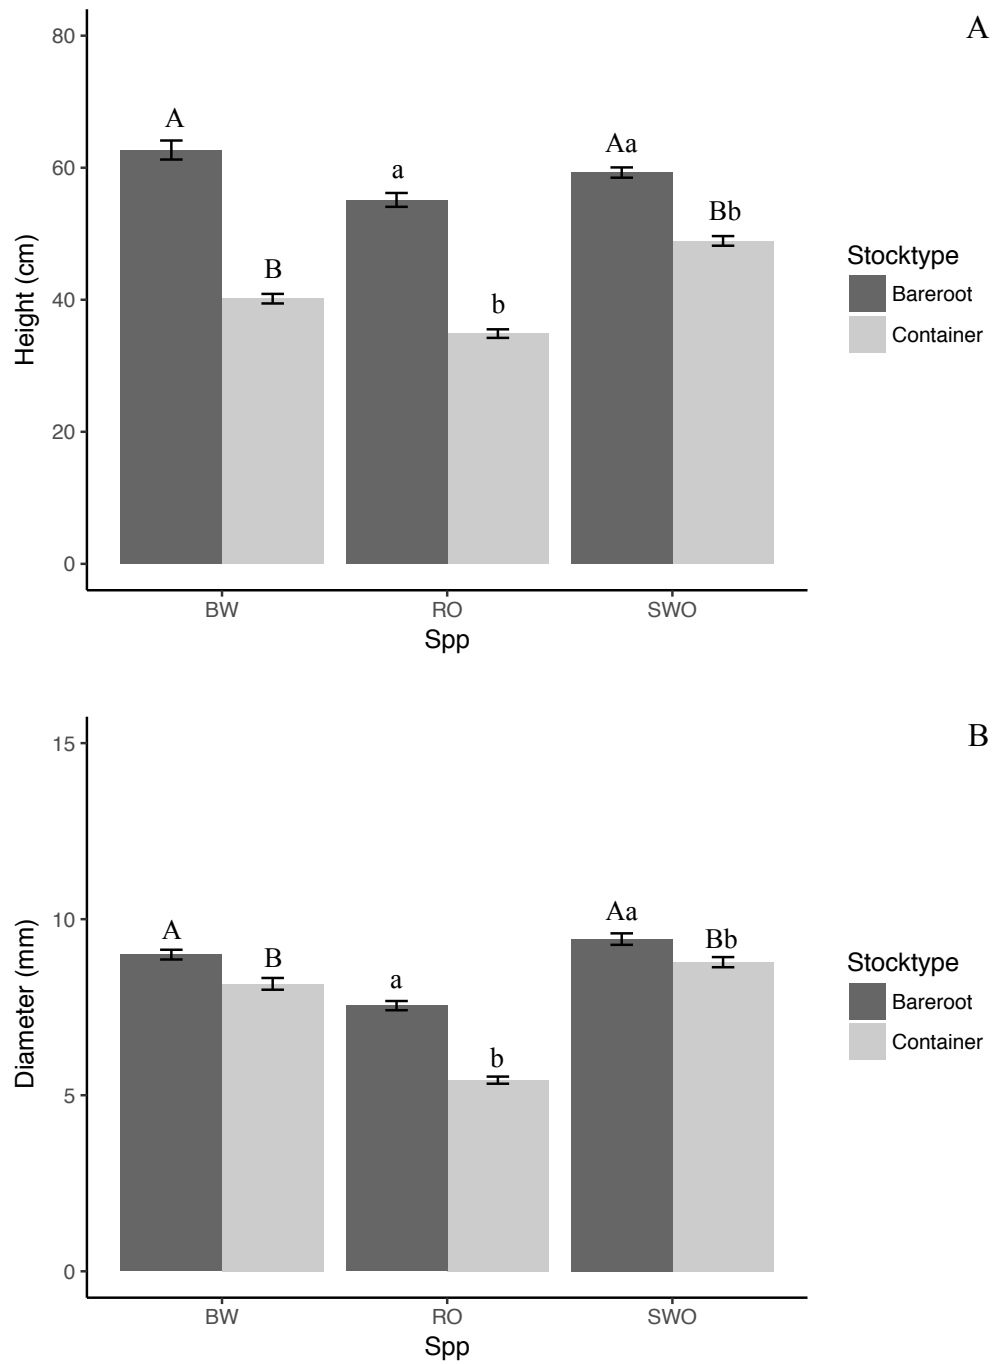 A
80
60
40
20
0
Height (cm)
A
B
a
b
Aa
Bb
BW
RO
SWO
Spp
Stocktype
Bareroot
Container
B
15
10
5
0
Diameter (mm)
A
B
a
b
Aa
Bb
BW
RO
SWO
Spp
Stocktype
Bareroot
Container